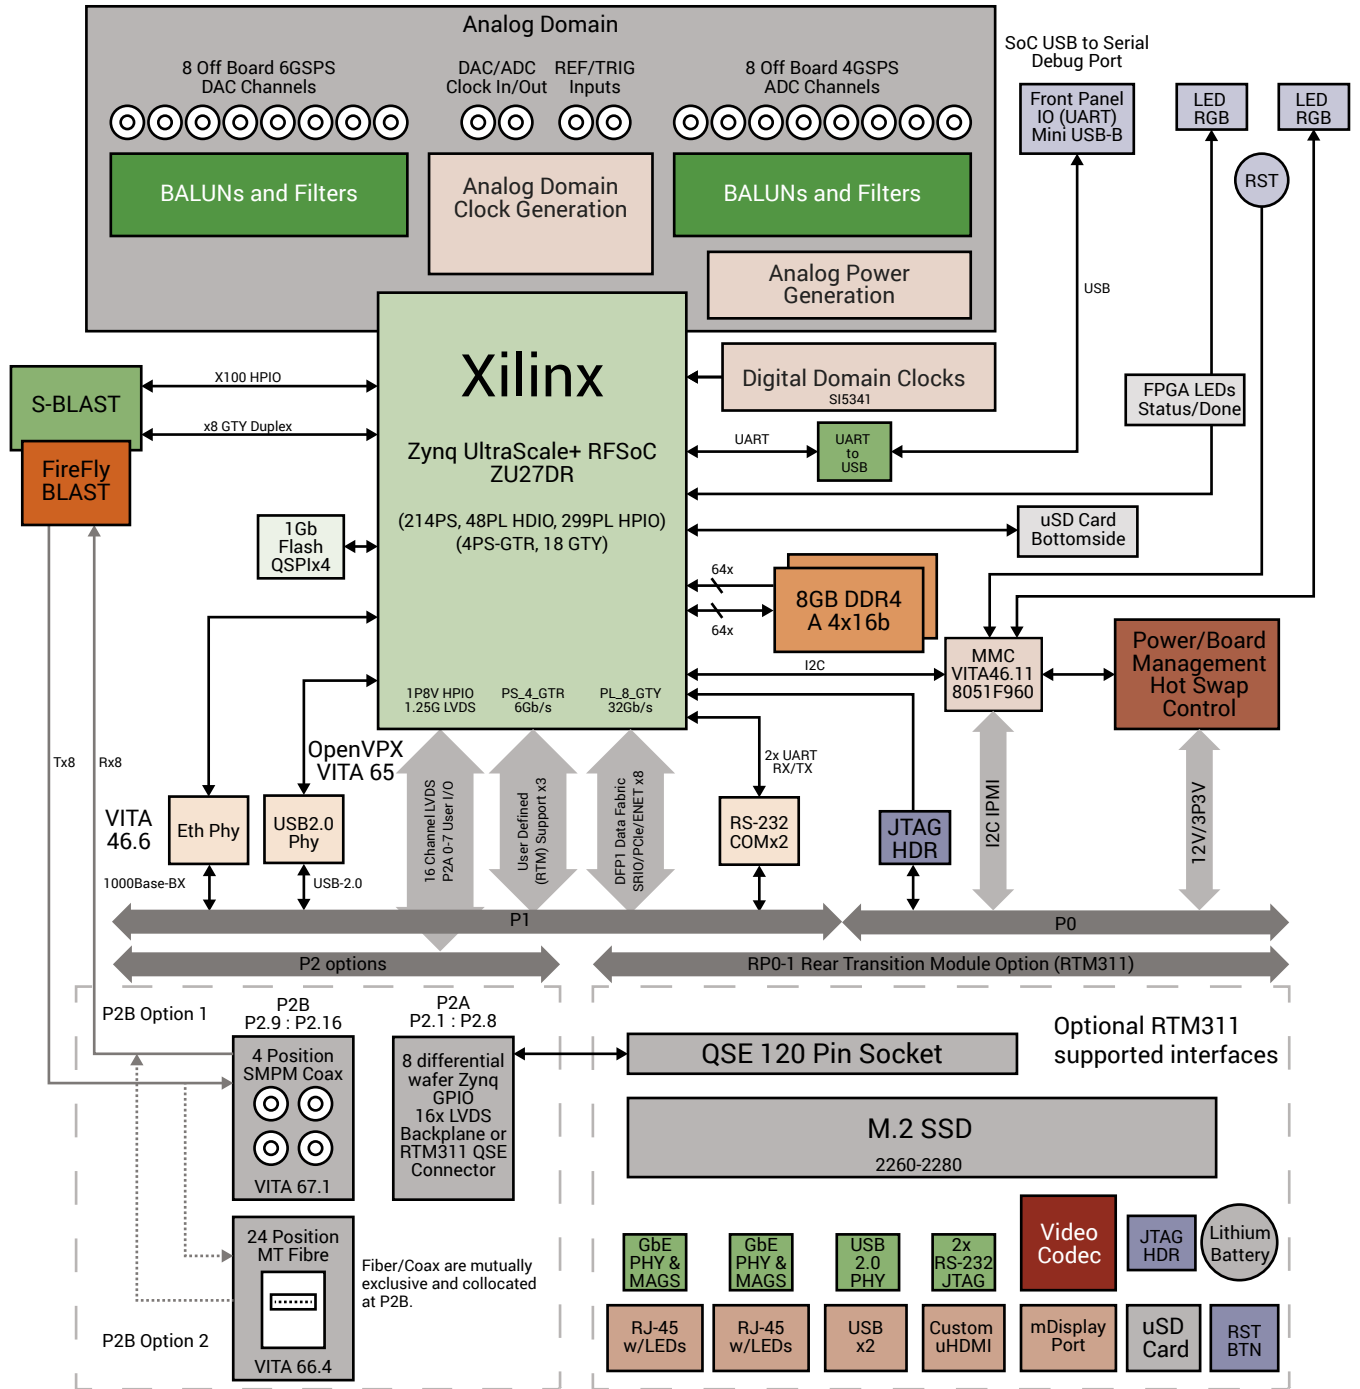 Analog Domain
SoC USB to Serial
Debug Port
8 Off Board 6GSPS
DAC Channels
DAC/ADC
Clock In/Out
REF/TRIG
Inputs
8 Off Board 4GSPS
ADC Channels
Front Panel
IO (UART)
Mini USB-B
LED
RGB
LED
RGB
RST
BALUNs and Filters
Analog Domain
Clock Generation
BALUNs and Filters
Analog Power
Generation
USB
Xilinx
Zynq UltraScale+ RFSoC
ZU27DR
(214PS, 48PL HDIO, 299PL HPIO)
(4PS-GTR, 18 GTY)
X100 HPIO
S-BLAST
x8 GTY Duplex
FireFly
BLAST
Digital Domain Clocks
SI5341
FPGA LEDs
Status/Done
UART
UART
to
USB
1Gb
Flash
QSPIx4
uSD Card
Bottomside
64x
8GB DDR4
A 4x16b
64x
I2C
MMC
VITA46.11
8051F960
Power/Board
Management
Hot Swap
Control
1P8V HPIO
1.25G LVDS
PS_4_GTR
6Gb/s
PL_8_GTY
32Gb/s
Tx8
Rx8
OpenVPX
VITA 65
2x UART
RX/TX
VITA
46.6
Eth Phy
USB2.0
Phy
16 Channel LVDS
P2A 0-7 User I/O
User Defined
(RTM) Support x3
DFP1 Data Fabric
SRIO/PCIe/ENET x8
RS-232
COMx2
JTAG
HDR
I2C IPMI
12V/3P3V
1000Base-BX
USB-2.0
P1
P0
P2 options
RP0-1 Rear Transition Module Option (RTM311)
P2B Option 1
P2B
P2.9 : P2.16
P2A
P2.1 : P2.8
4 Position
SMPM Coax
VITA 67.1
8 differential
wafer Zynq
GPIO
16x LVDS
Backplane or
RTM311 QSE
Connector
QSE 120 Pin Socket
Optional RTM311
supported interfaces
M.2 SSD
2260-2280
24 Position
MT Fibre
VITA 66.4
Fiber/Coax are mutually
exclusive and collocated
at P2B.
P2B Option 2
GbE
PHY &
MAGS
GbE
PHY &
MAGS
USB
2.0
PHY
2x
RS-232
JTAG
Video
Codec
JTAG
HDR
Lithium
Battery
RJ-45
w/LEDs
RJ-45
w/LEDs
USB
x2
Custom
uHDMI
mDisplay
Port
uSD
Card
RST
BTN